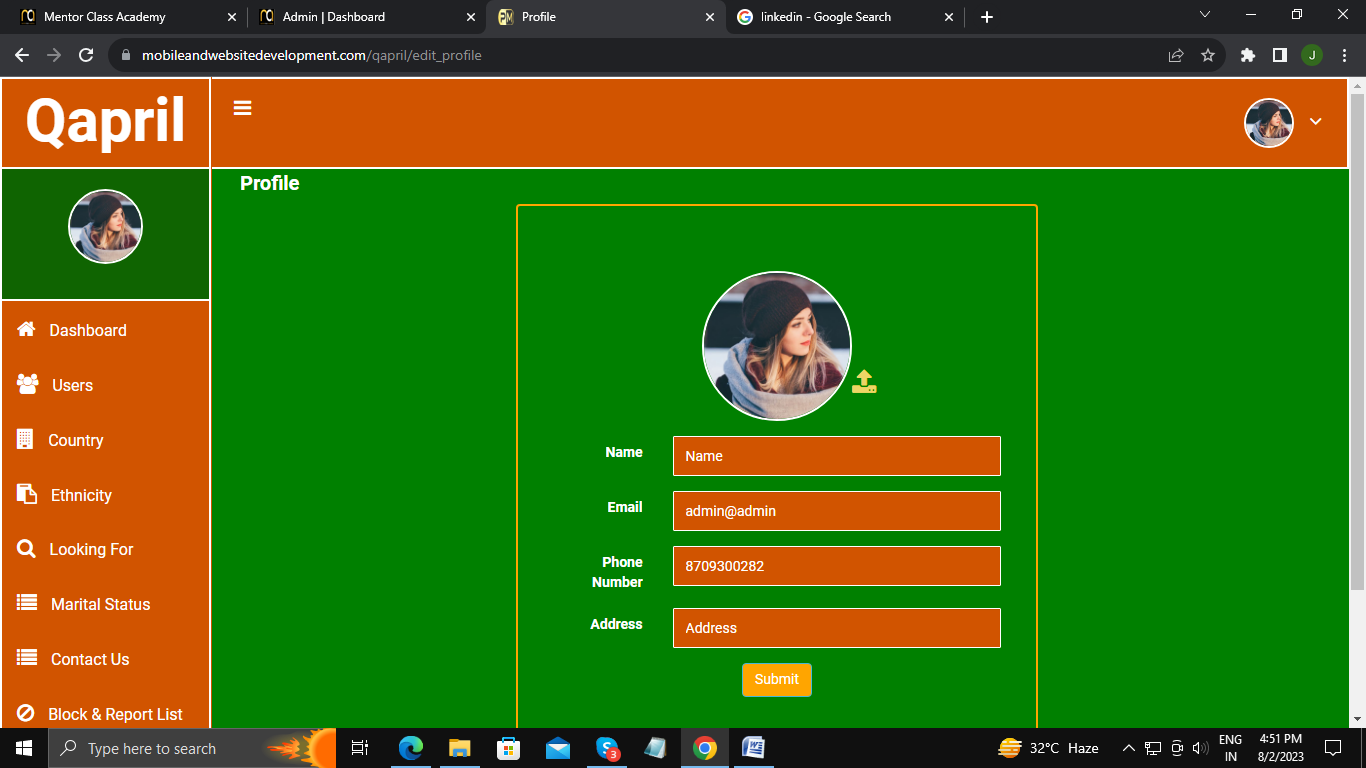 Mentor Class Academy
Admin | Dashboard
Profile
linkedin - Google Search
mobileandwebsitedevelopment.com/qapril/edit_profile
J
Qapril
Profile
Dashboard
Users
Country
Ethnicity
Looking For
Marital Status
Contact Us
Block & Report List
Name
Name
Email
admin@admin
Phone
Number
8709300282
Address
Address
Submit
Type here to search
3
32°C Haze
ENG
IN
4:51 PM
8/2/2023